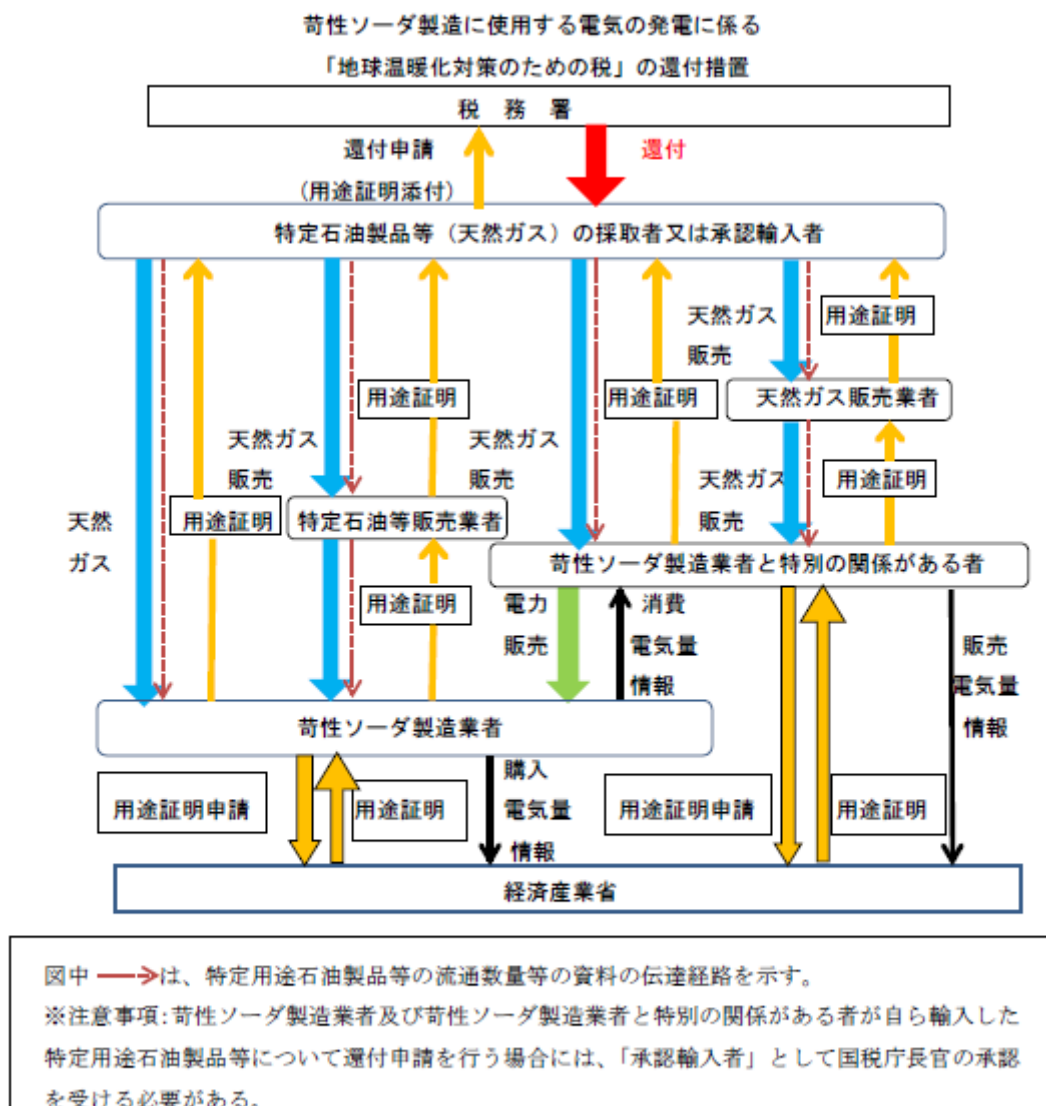 苛性ソーダ製造に使用する電気の発電に係る
「地球温暖化対策のための税」の還付措置
税　務　署
還付申請
(用途証明添付)
還付
特定石油製品等（天然ガス）の採取者又は承認輸入者
天然ガス
販売
用途証明
用途証明
用途証明
天然ガス販売業者
天然ガス
販売
天然ガス
販売
天然ガス
販売
用途証明
天然
ガス
用途証明
特定石油等販売業者
苛性ソーダ製造業者と特別の関係がある者
用途証明
電力
販売
消費
電気量
情報
販売
電気量
情報
苛性ソーダ製造業者
用途証明申請
用途証明
購入
電気量
情報
用途証明申請
用途証明
経済産業省
図中 は、特定用途石油製品等の流通数量等の資料の伝達経路を示す。
※注意事項：苛性ソーダ製造業者及び苛性ソーダ製造業者と特別の関係がある者が自ら輸入した
特定用途石油製品等について還付申請を行う場合には、「承認輸入者」として国税庁長官の承認
を受ける必要がある。